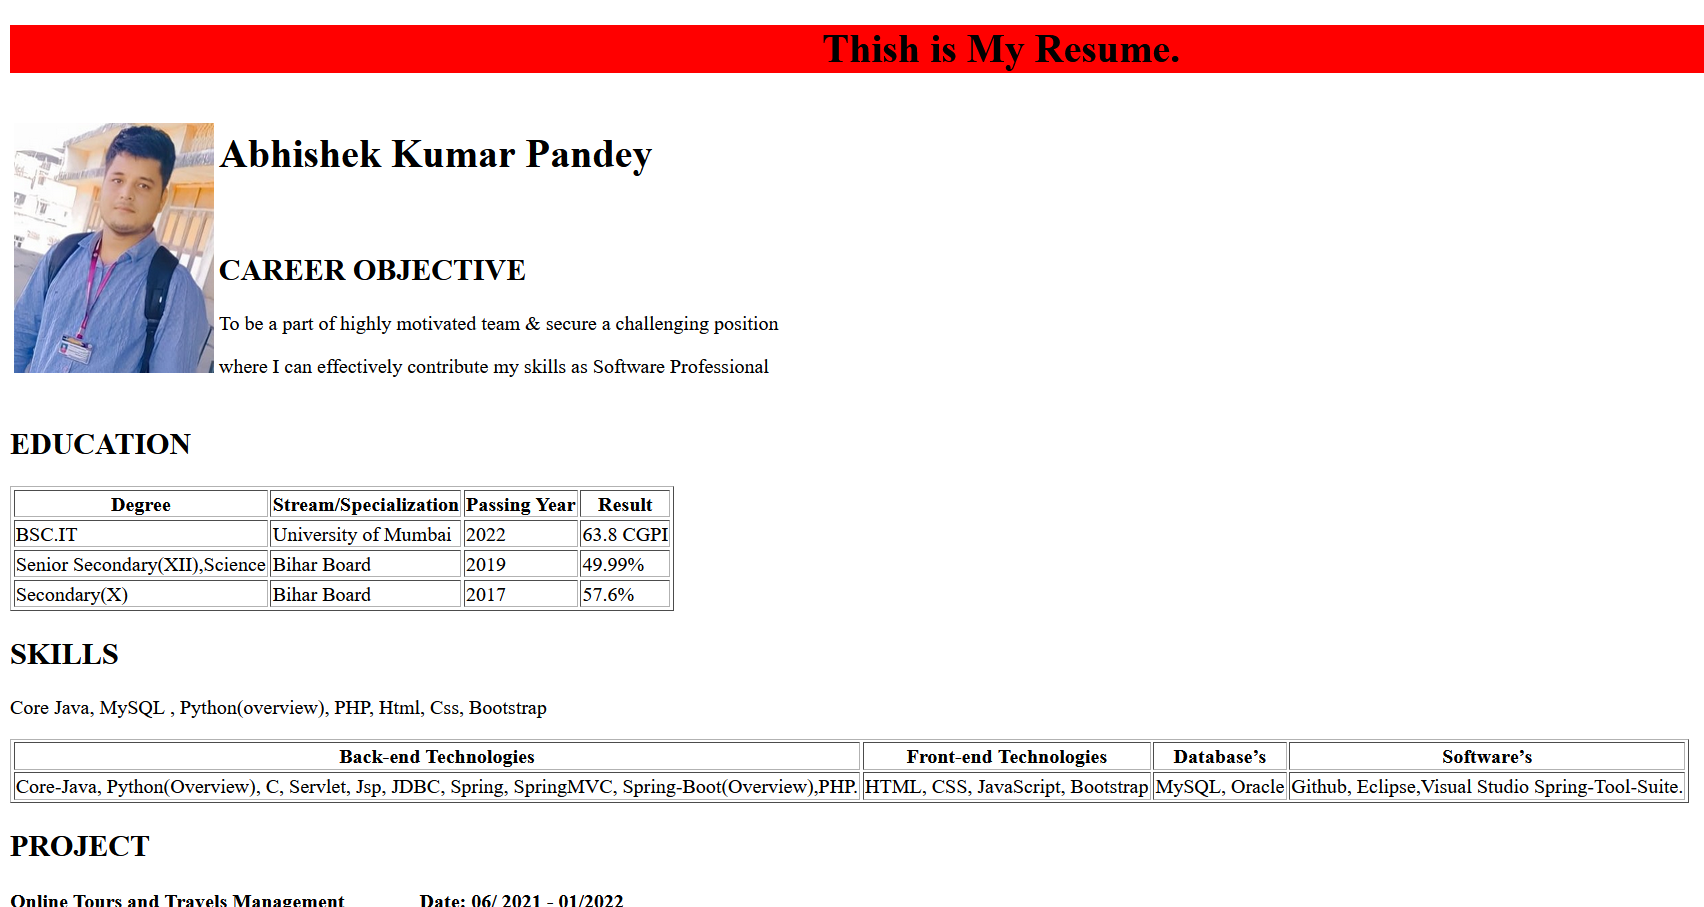 Thish is My Resume.
Abhishek Kumar Pandey
CAREER OBJECTIVE
To be a part of highly motivated team & secure a challenging position
where I can effectively contribute my skills as Software Professional
EDUCATION
Degree Stream/Specialization Passing Year Result
BSC.IT University of Mumbai 2022 63.8 CGPI
Senior Secondary(XII),Science Bihar Board 2019 49.99%
Secondary(X) Bihar Board 2017 57.6%
SKILLS
Core Java, MySQL , Python(overview), PHP, Html, Css, Bootstrap
Back-end Technologies Front-end Technologies Database’s Software’s
Core-Java, Python(Overview), C, Servlet, Jsp, JDBC, Spring, SpringMVC, Spring-Boot(Overview),PHP. HTML, CSS, JavaScript, Bootstrap MySQL, Oracle Github, Eclipse,Visual Studio Spring-Tool-Suite.
PROJECT
Online Tours and Travels Management Date: 06/ 2021 - 01/2022